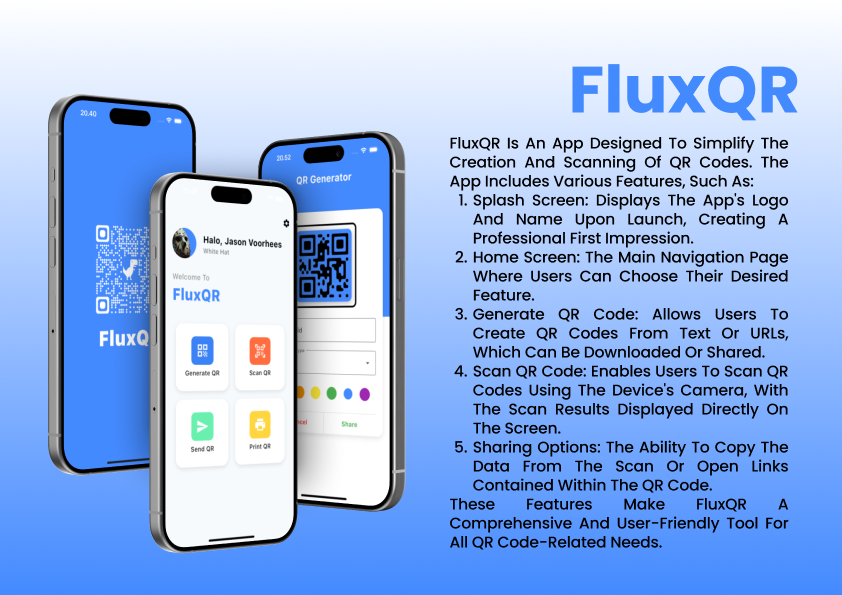 FluxQR
FluxQR Is An App Designed To Simplify The
Creation And Scanning Of QR Codes. The
App Includes Various Features, Such As:
1. Splash Screen: Displays The App's Logo
And Name Upon Launch, Creating A
Professional First Impression.
2. Home Screen: The Main Navigation Page
Where Users Can Choose Their Desired
Feature.
3. Generate QR Code: Allows Users To
Create QR Codes From Text Or URLs,
Which Can Be Downloaded Or Shared.
4. Scan QR Code: Enables Users To Scan QR
Codes Using The Device's Camera, With
The Scan Results Displayed Directly On
The Screen.
5. Sharing Options: The Ability To Copy The
Data From The Scan Or Open Links
Contained Within The QR Code.
These Features Make FluxQR A
Comprehensive And User-Friendly Tool For
All QR Code-Related Needs.
20.40
FluxQ
Halo, Jason Voorhees
White Hat
Welcome To
FluxQR
Generate QR
Scan QR
Send QR
Print QR
20.52
QR Generator
Share